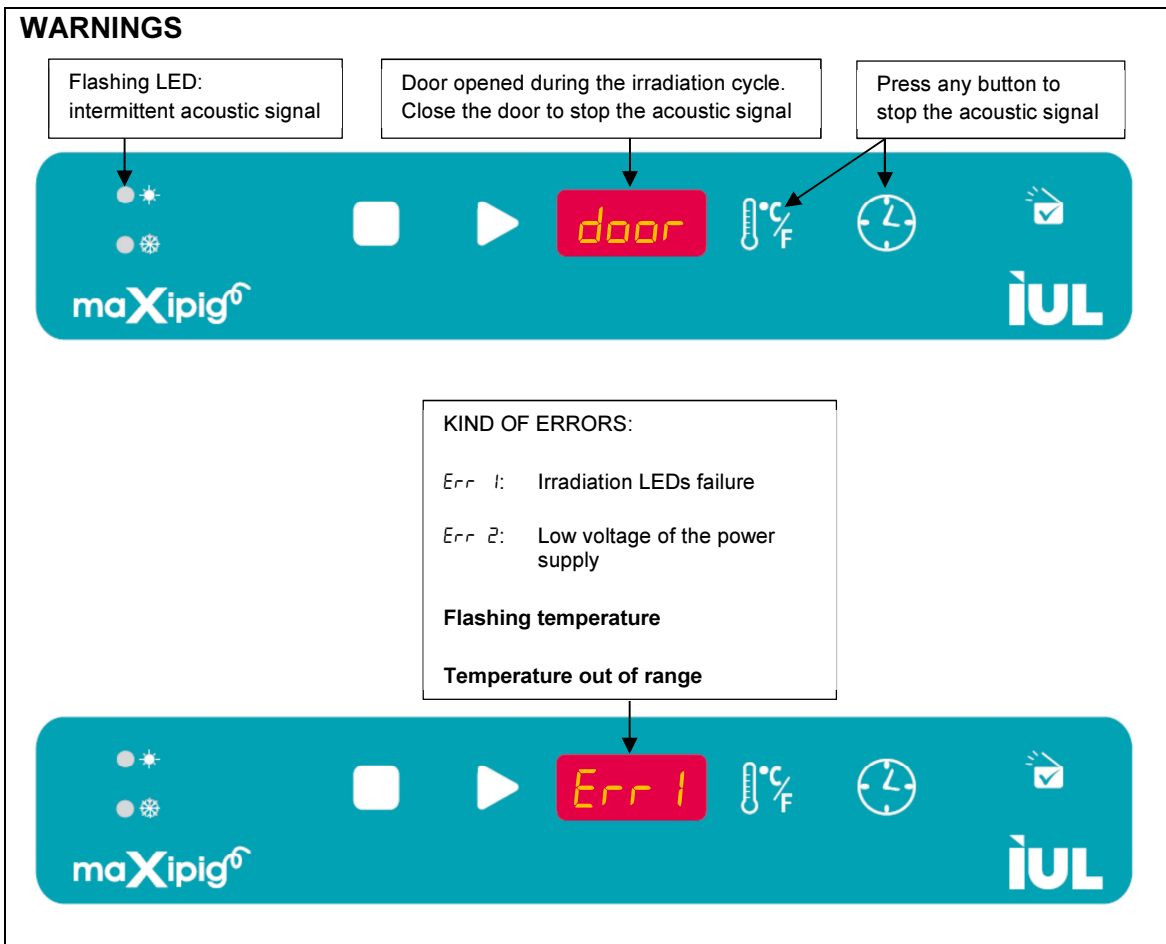 WARNINGS
Flashing LED:
intermittent acoustic signal
Door opened during the irradiation cycle.
Close the door to stop the acoustic signal
Press any button to
stop the acoustic signal
door
°C/F
maXipig
iUL
KIND OF ERRORS:
Err 1: Irradiation LEDs failure
Err 2: Low voltage of the power
supply
Flashing temperature
Temperature out of range
Err 1
°C/F
maXipig
iUL